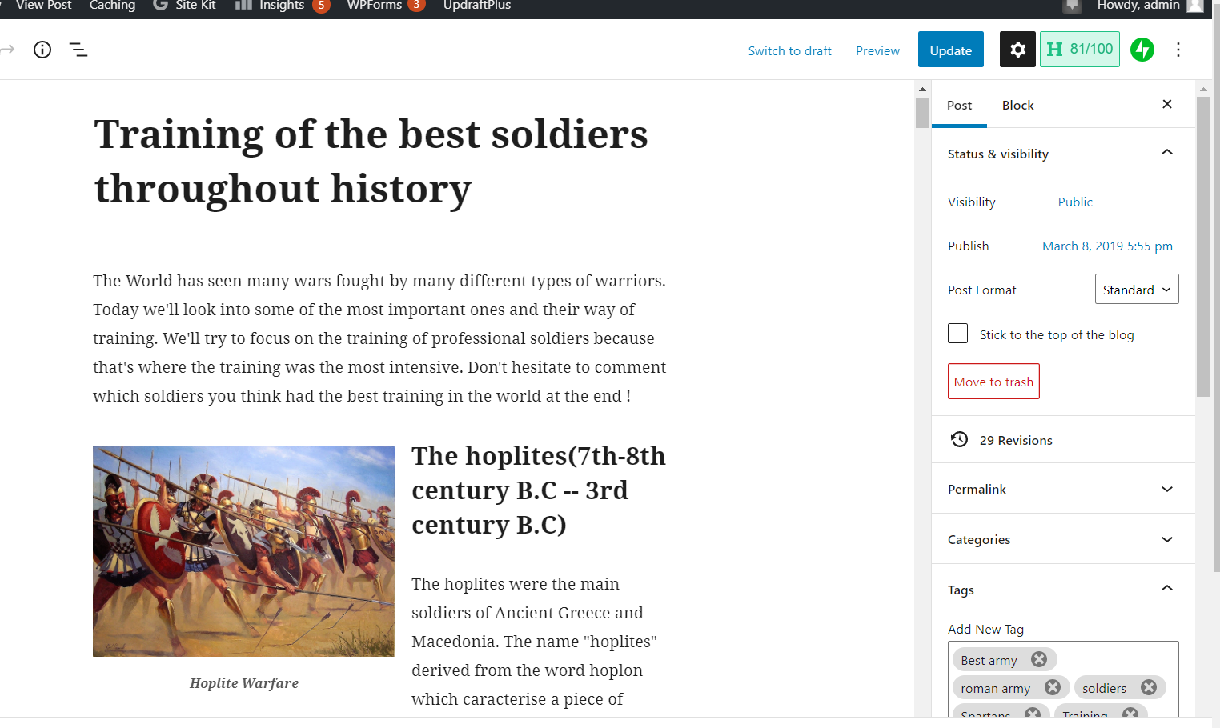 View Post Caching Site Kit Insights 5 WPForms 3 UpdraftPlus Howdy, admin
Switch to draft Preview Update H 81/100
Training of the best soldiers
throughout history
The World has seen many wars fought by many different types of warriors.
Today we'll look into some of the most important ones and their way of
training. We'll try to focus on the training of professional soldiers because
that's where the training was the most intensive. Don't hesitate to comment
which soldiers you think had the best training in the world at the end !
The hoplites(7th-8th
century B.C -- 3rd
century B.C)
The hoplites were the main
soldiers of Ancient Greece and
Macedonia. The name "hoplites"
derived from the word hoplon
which caracterise a piece of
Hoplite Warfare
Post Block
Status & visibility
Visibility Public
Publish March 8, 2019 5:55 pm
Post Format Standard
Stick to the top of the blog
Move to trash
29 Revisions
Permalink
Categories
Tags
Add New Tag
Best army
roman army soldiers
Spartans Training